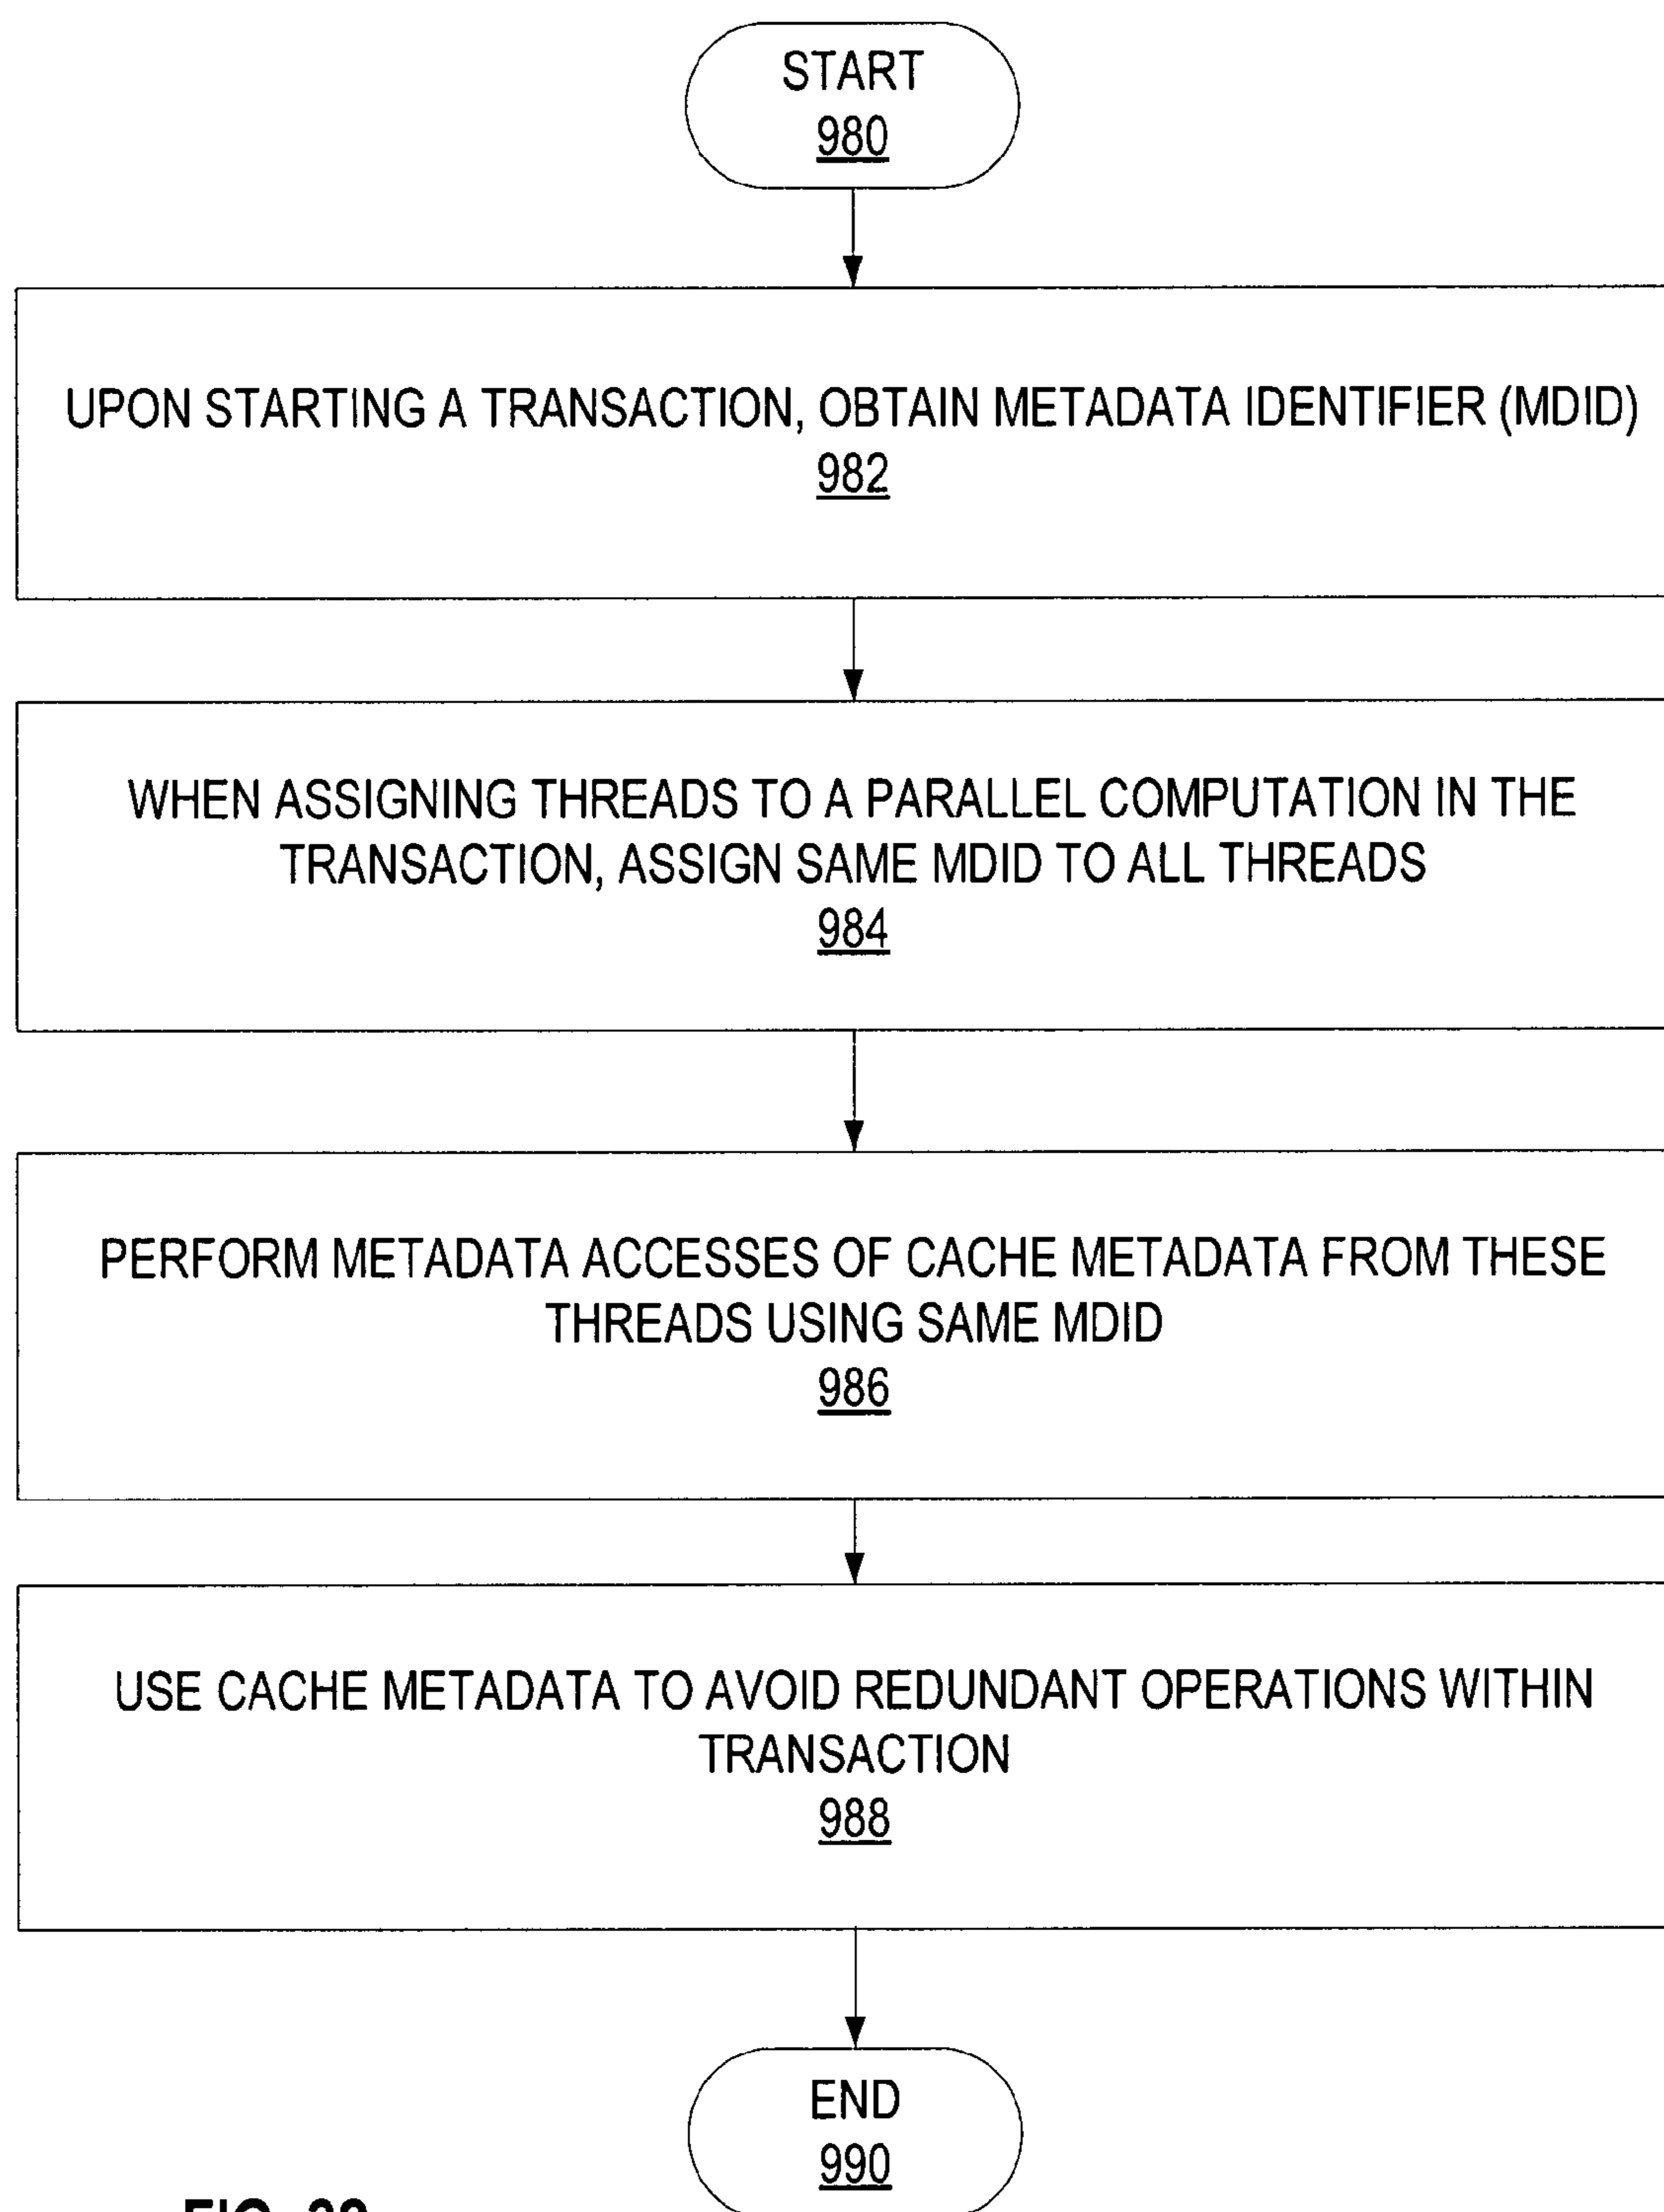 START
980
UPON STARTING A TRANSACTION, OBTAIN METADATA IDENTIFIER (MDID)
982
WHEN ASSIGNING THREADS TO A PARALLEL COMPUTATION IN THE
TRANSACTION, ASSIGN SAME MDID TO ALL THREADS
984
PERFORM METADATA ACCESSES OF CACHE METADATA FROM THESE
THREADS USING SAME MDID
986
USE CACHE METADATA TO AVOID REDUNDANT OPERATIONS WITHIN
TRANSACTION
988
END
990
FIG.